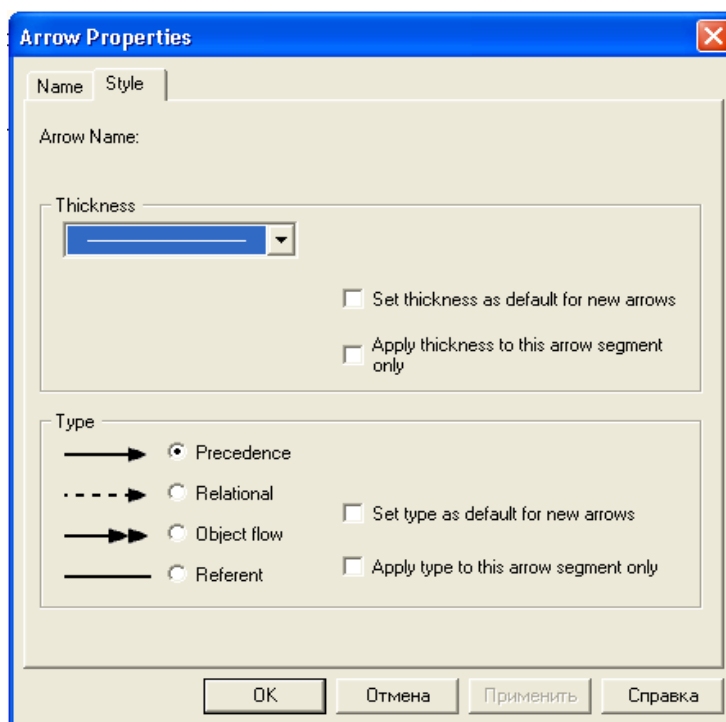 Arrow Properties
Name
Style
Arrow Name:
Thickness
Set thickness as default for new arrows
Apply thickness to this arrow segment
only
Type
Precedence
Relational
Set type as default for new arrows
Object flow
Apply type to this arrow segment only
Referent
OK
Отмена
Применить
Справка